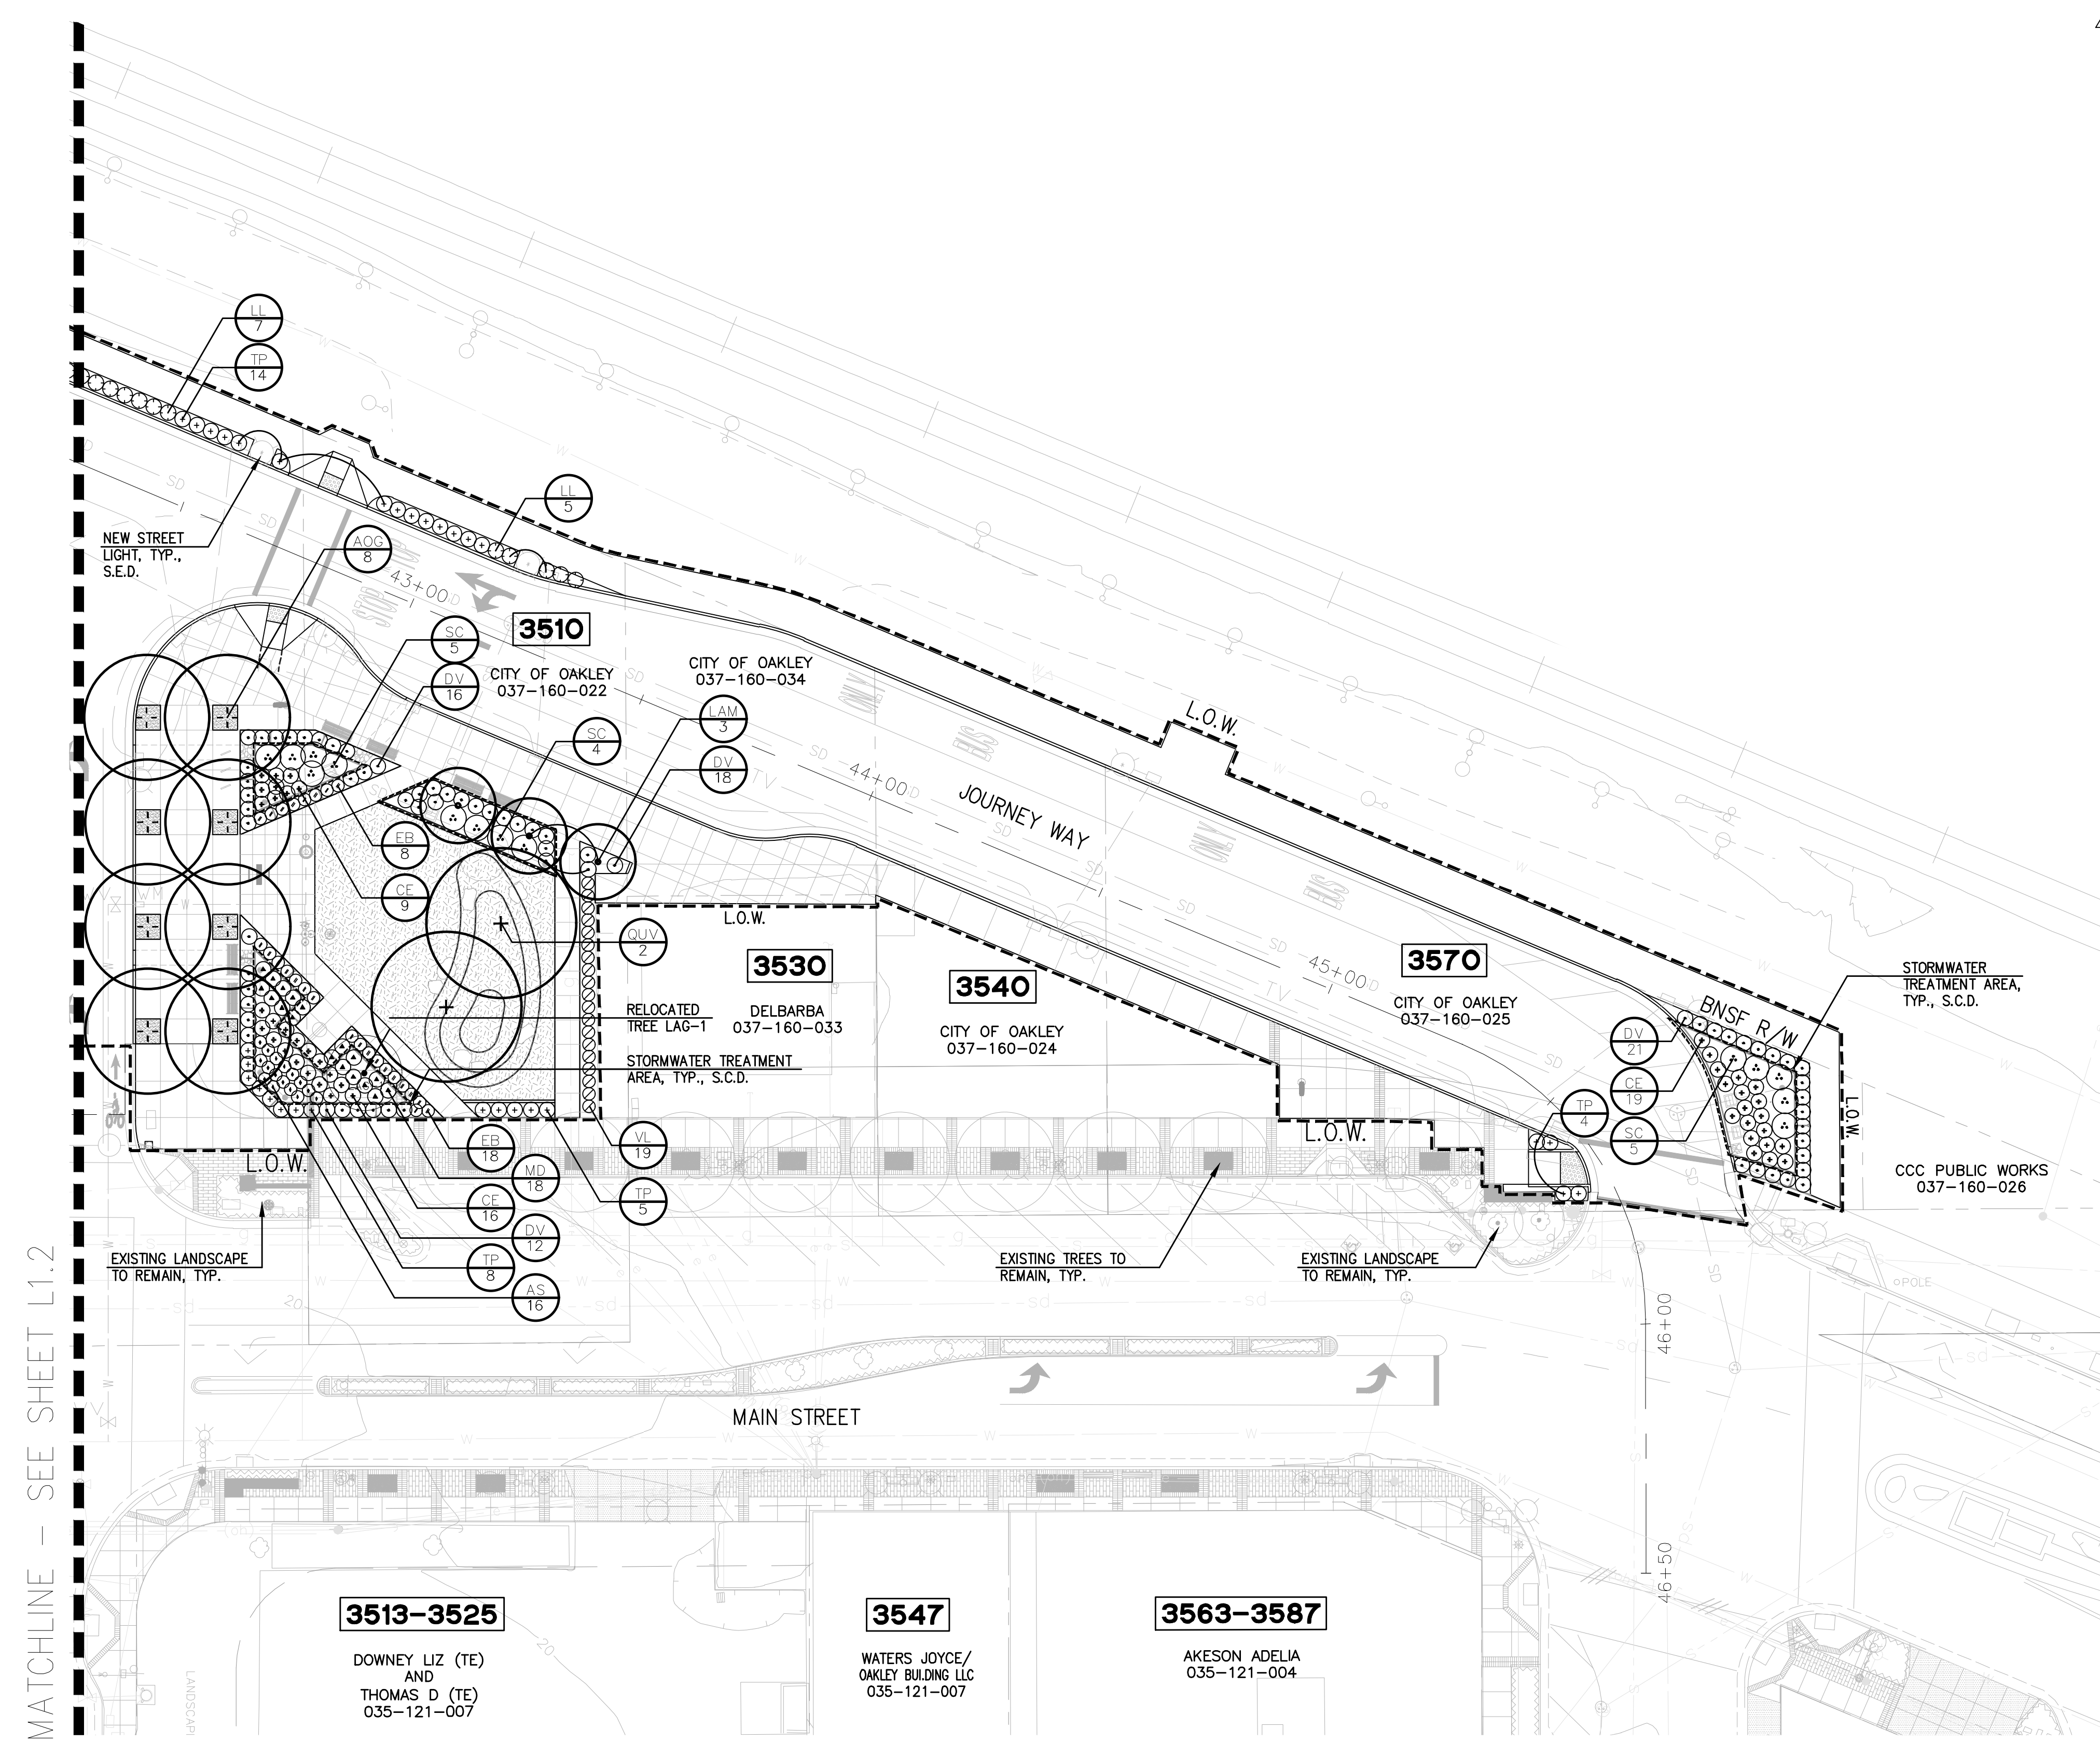 LL
7
TP
14
LL
5
NEW STREET
LIGHT, TYP.,
S.E.D.
AOG
8
43+00
STOP
3510
SC
5
DV
16
CITY OF OAKLEY
037-160-022
CITY OF OAKLEY
037-160-034
SC
4
LAM
3
DV
18
L.O.W.
44+00
JOURNEY WAY
EB
8
CE
9
QUV
2
L.O.W.
3530
DELBARBA
037-160-033
3540
CITY OF OAKLEY
037-160-024
45+00
3570
CITY OF OAKLEY
037-160-025
STORMWATER
TREATMENT AREA,
TYP., S.C.D.
BNSF R/W
RELOCATED
TREE LAG-1
STORMWATER TREATMENT
AREA, TYP., S.C.D.
DV
21
CE
19
TP
4
SC
5
L.O.W.
L.O.W.
L.O.W.
CCC PUBLIC WORKS
037-160-026
EB
18
VL
19
MD
18
CE
16
TP
5
DV
12
TP
8
AS
16
EXISTING LANDSCAPE
TO REMAIN, TYP.
EXISTING TREES TO
REMAIN, TYP.
EXISTING LANDSCAPE
TO REMAIN, TYP.
POLE
20
46+00
MAIN STREET
46+50
MATCHLINE - SEE SHEET L1.2
3513-3525
DOWNEY LIZ (TE)
AND
THOMAS D (TE)
035-121-007
20
3547
WATERS JOYCE/
OAKLEY BUI.DING LLC
035-121-007
3563-3587
AKESON ADELIA
035-121-004